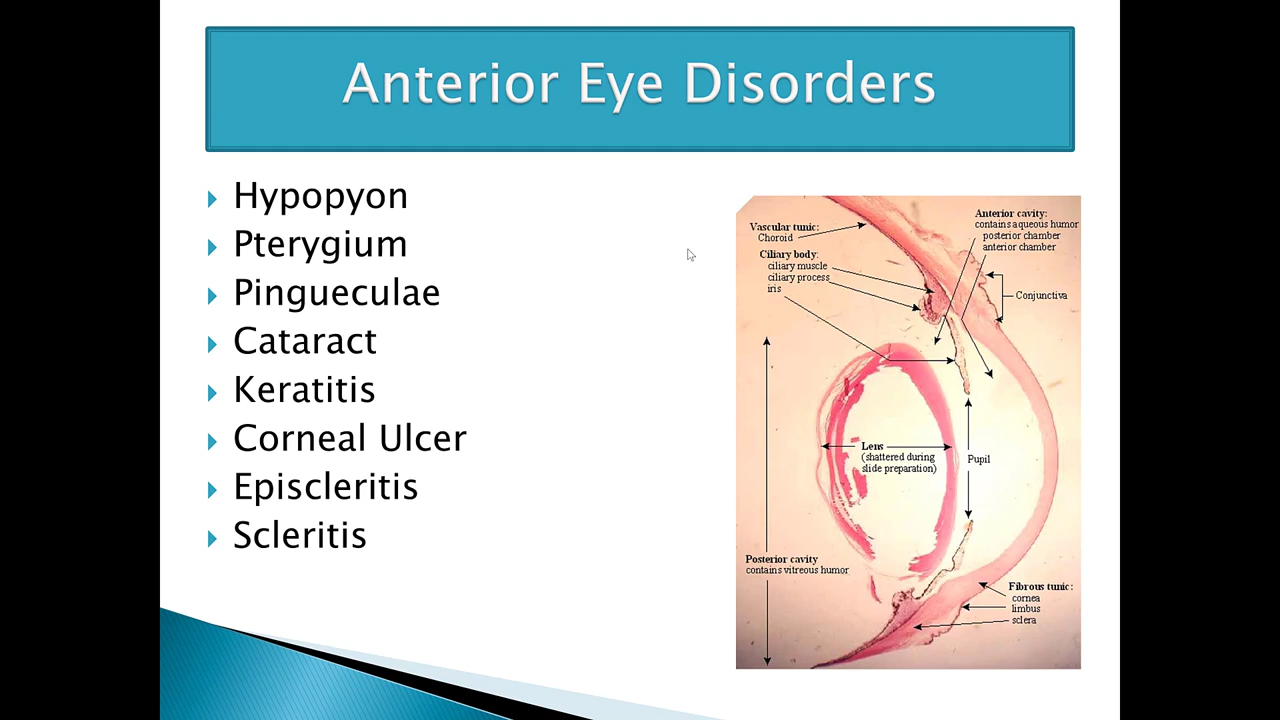 Anterior Eye Disorders
Hypopyon
Pterygium
Pingueculae
Cataract
Keratitis
Corneal Ulcer
Episcleritis
Scleritis
Vascular tunic:
Choroid
Ciliary body:
ciliary muscle
ciliary process
iris
Anterior cavity:
contains aqueous humor
posterior chamber
anterior chamber
Conjunctiva
Lens
(shattered during
slide preparation)
Pupil
Posterior cavity
contains vitreous humor
Fibrous tunic:
cornea
limbus
sclera